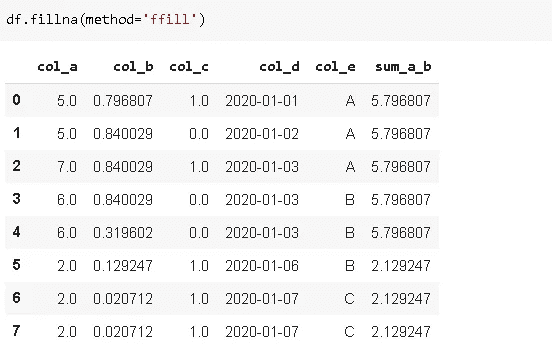 df.fillna(method='ffill')
col_a col_b col_c col_d col_e sum_a_b
0 5.0 0.796807 1.0 2020-01-01 A 5.796807
1 5.0 0.840029 0.0 2020-01-02 A 5.796807
2 7.0 0.840029 1.0 2020-01-03 A 5.796807
3 6.0 0.840029 0.0 2020-01-03 B 5.796807
4 6.0 0.319602 0.0 2020-01-03 B 5.796807
5 2.0 0.129247 1.0 2020-01-06 B 2.129247
6 2.0 0.020712 1.0 2020-01-07 C 2.129247
7 2.0 0.020712 1.0 2020-01-07 C 2.129247